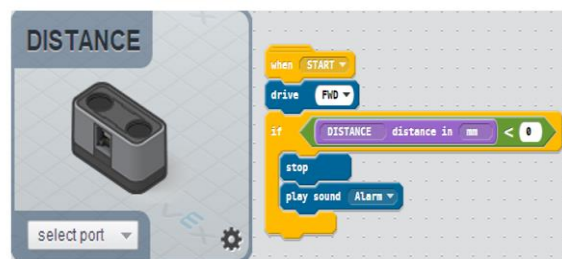 DISTANCE
select port
when START
drive FWD
if DISTANCE distance in mm < 0
stop
play sound Alarm